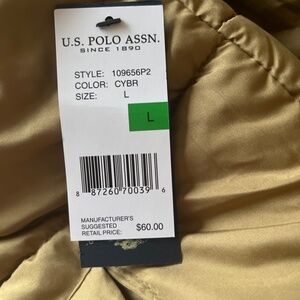 U.S. POLO ASSN.
SINCE 1890
STYLE: 109656P2
COLOR: CYBR
SIZE: L
L
8 87260 70039 6
MANUFACTURER'S
SUGGESTED
RETAIL PRICE: $60.00